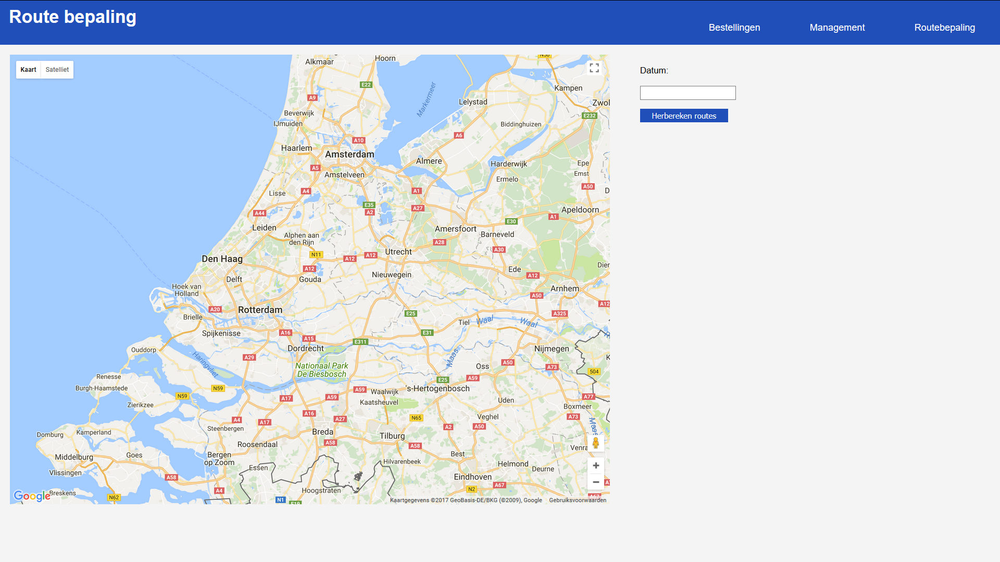 Route bepaling
Bestellingen
Management
Routebepaling
Kaart
Satelliet
Datum:
Herbereken routes
Alkmaar
Hoorn
N50
E22
Markermeer
Kampen
A9
Lelystad
Zwol
Beverwijk
E232
IJmuiden
Biddinghuizen
A10
A6
Haarlem
Amsterdam
Almere
Harderwijk
Epe
A5
Amstelveen
Emst
Ermelo
A50
A4
A1
D
Lisse
E35
A27
Apeldoorn
A44
A2
A1
E30
Leiden
Amersfoort
Alphen aan
den Rijn
Barneveld
A28
A30
Utrecht
N11
A12
A12
Den Haag
Dier
A12
Ede
Nieuwegein
A12
Delft
Gouda
Hoek van
Holland
Arnhem
A50
A12
A20
Rotterdam
E25
A325
Brielle
Tiel
Waal
Waal
Spijkenisse
A16
E31
A15
E311
Dordrecht
Nijmegen
Ouddorp
Haringvliet
A29
Maas
K
Nationaal Park
De Biesbosch
A50
Oss
A73
504
Renesse
A59
E25
Burgh-Haamstede
N59
A59
Waalwijk
's-Hertogenbosch
N59
A17
A59
A77
Kaatsheuvel
Uden
Zierikzee
Boxmeer
A16
N65
Veghel
A73
A4
A17
A27
Maas
A2
A50
Steenbergen
Kamperland
Domburg
Breda
Tilburg
A58
Roosendaal
A58
Venra
Bergen
op Zoom
Goes
Middelburg
Best
Hilvarenbeek
Helmond
Essen
Deurne
Vlissingen
A58
Eindhoven
A67
N2
A4
Hoogstraten
Breskens
Google
N62
N1
E19
A67
Kaartgegevens ©2017 GeoBasis-DE/BKG (©2009), Google
Gebruiksvoorwaarden